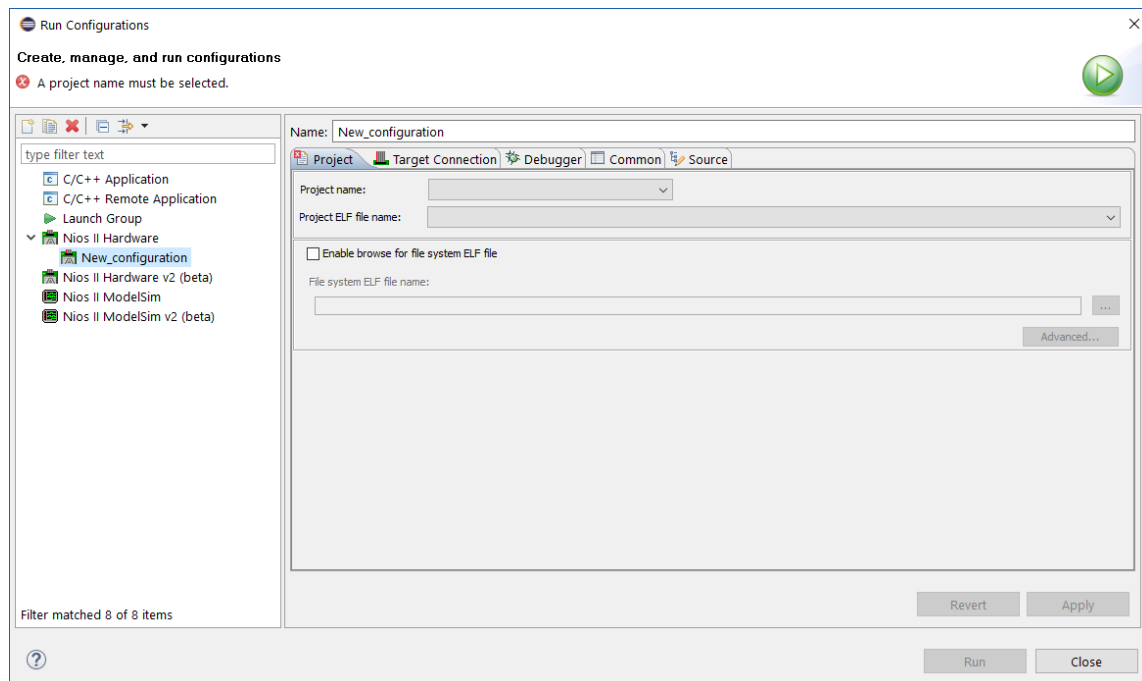 Run Configurations
Create, manage, and run configurations
A project name must be selected.
type filter text
C/C++ Application
C/C++ Remote Application
Launch Group
Nios II Hardware
New_configuration
Nios II Hardware v2 (beta)
Nios II ModelSim
Nios II ModelSim v2 (beta)
Filter matched 8 of 8 items
Name: New_configuration
Project Target Connection Debugger Common Source
Project name:
Project ELF file name:
Enable browse for file system ELF file
File system ELF file name:
...
Advanced...
Revert Apply
Run Close